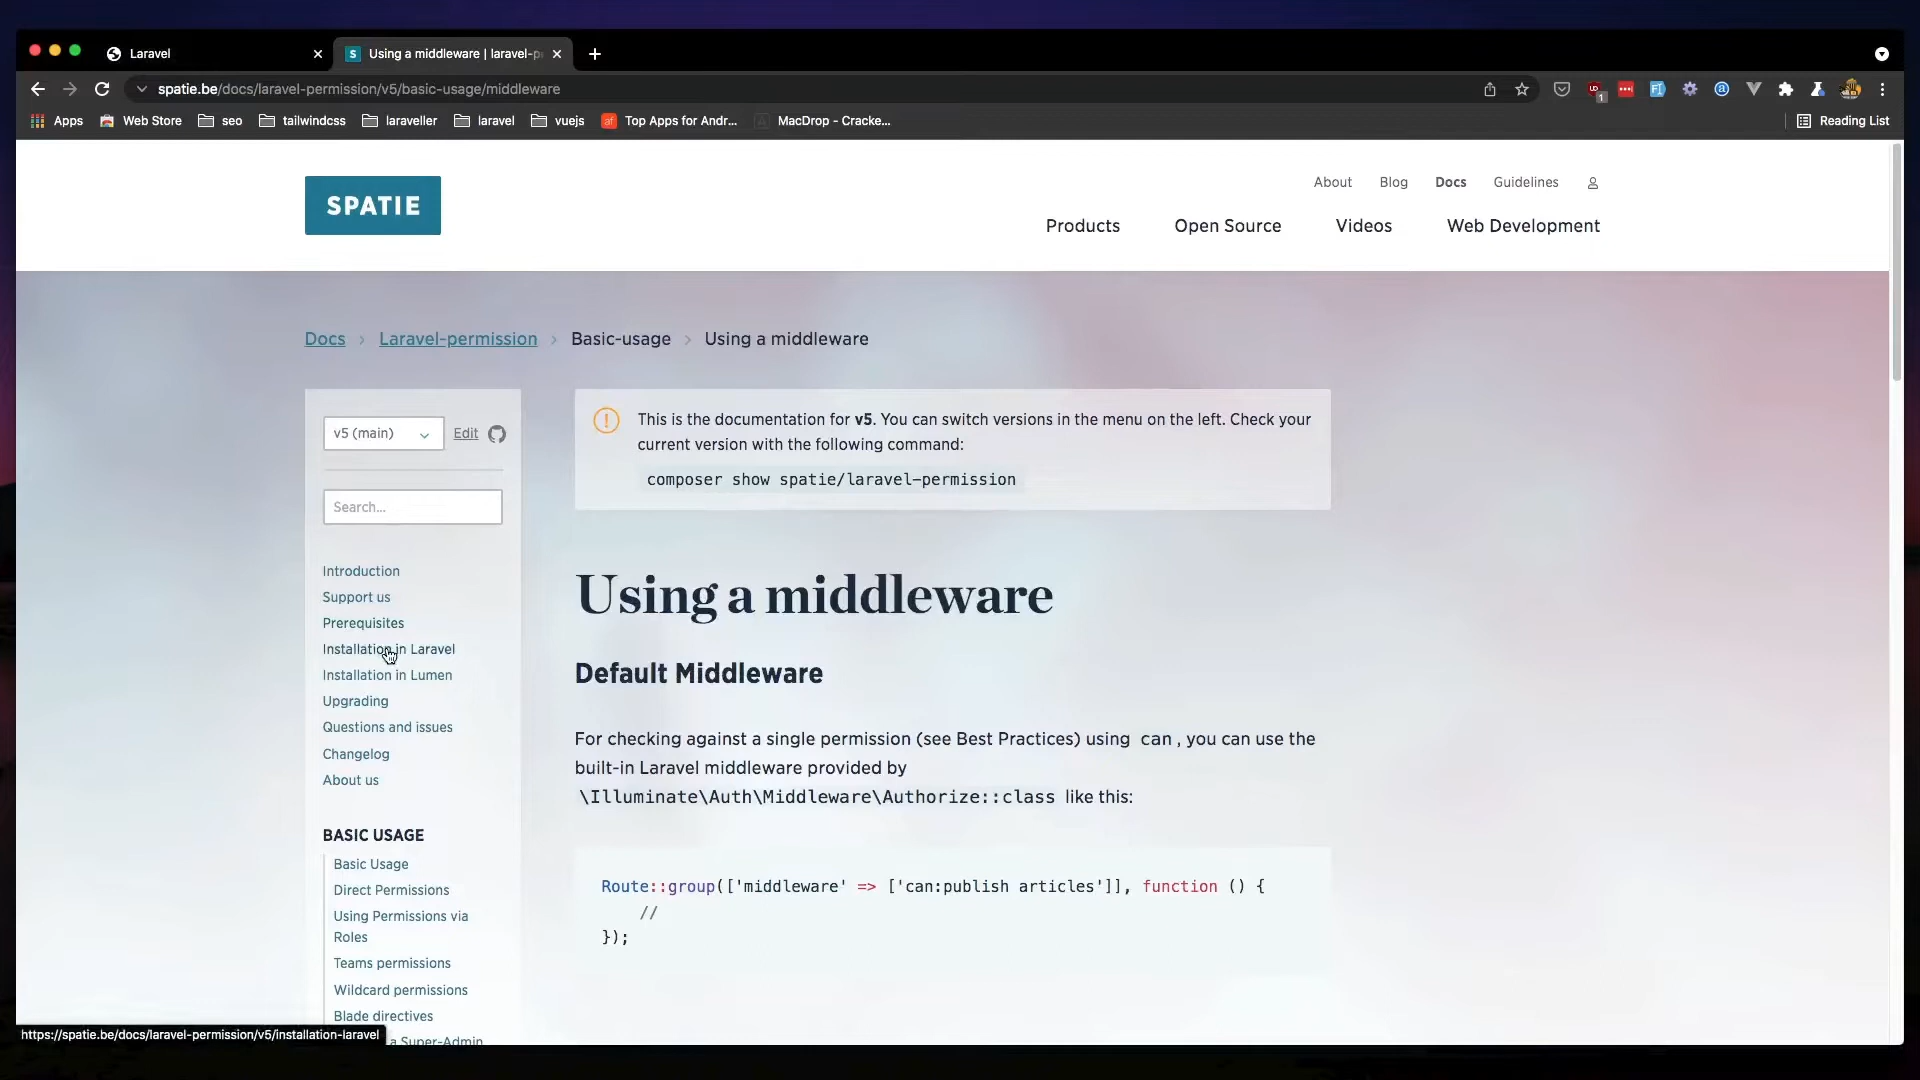 Laravel
S Using a middleware | laravel-p
spatie.be/docs/laravel-permission/v5/basic-usage/middleware
1
Apps Web Store seo tailwindcss laraveller laravel vuejs Top Apps for Andr... MacDrop - Cracke... Reading List
SPATIE
About Blog Docs Guidelines
Products Open Source Videos Web Development
Docs > Laravel-permission > Basic-usage > Using a middleware
v5 (main) Edit
Search...
Introduction
Support us
Prerequisites
Installation in Laravel
Installation in Lumen
Upgrading
Questions and issues
Changelog
About us
BASIC USAGE
Basic Usage
Direct Permissions
Using Permissions via
Roles
Teams permissions
Wildcard permissions
Blade directives
a Super-Admin
This is the documentation for v5. You can switch versions in the menu on the left. Check your
current version with the following command:
composer show spatie/laravel-permission
Using a middleware
Default Middleware
For checking against a single permission (see Best Practices) using can, you can use the
built-in Laravel middleware provided by
\Illuminate\Auth\Middleware\Authorize::class like this:
Route::group(['middleware' => ['can:publish articles']], function () {
//
});
https://spatie.be/docs/laravel-permission/v5/installation-laravel